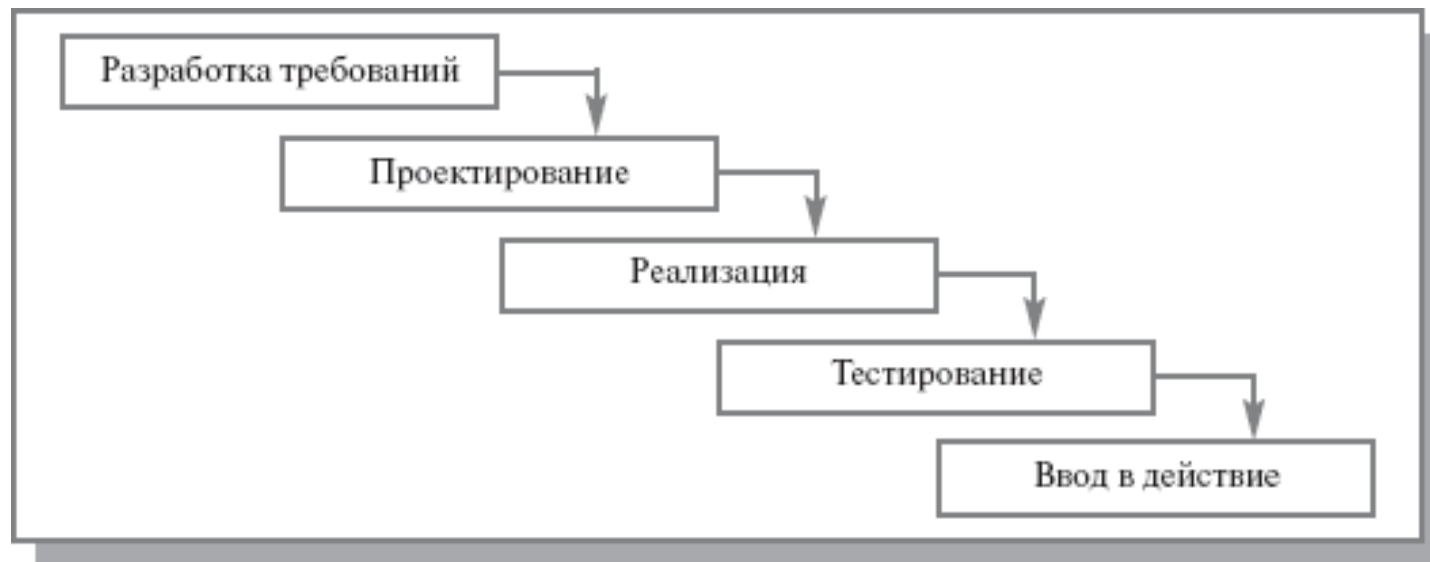 Разработка требований
Проектирование
Реализация
Тестирование
Ввод в действие